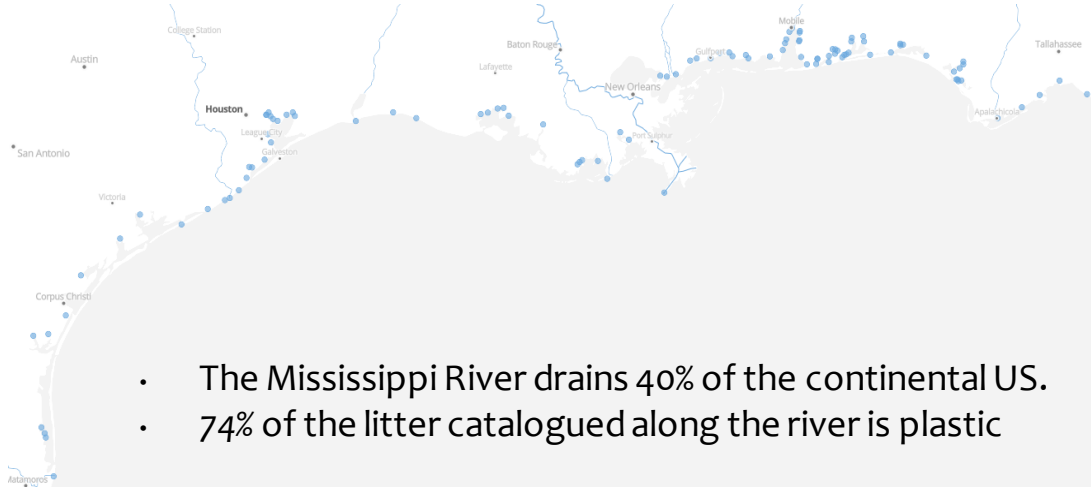 College Station
Mobile
Baton Rouge
Tallahassee
Gulfport
Austin
Lafayette
New Orleans
Houston
League City
Port Sulphur
Apalachicola
San Antonio
Galveston
Victoria
Corpus Christi
• The Mississippi River drains 40% of the continental US.
• 74% of the litter catalogued along the river is plastic
Matamoros